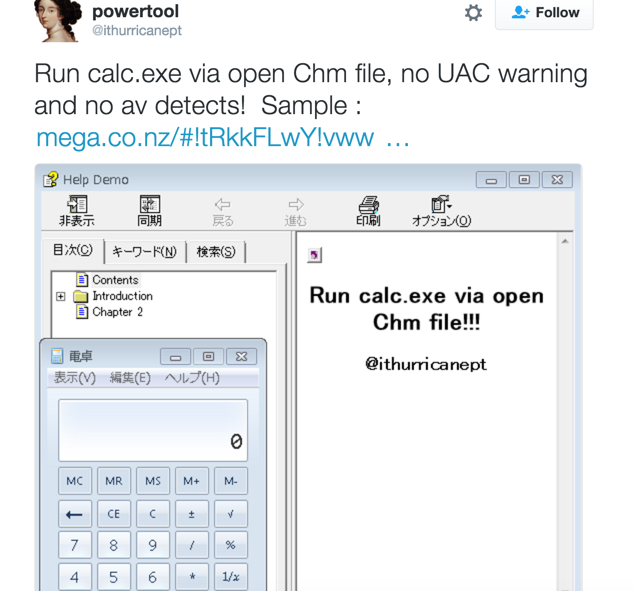 powertool
@ithurricanept
Follow
Run calc.exe via open Chm file, no UAC warning
and no av detects! Sample :
mega.co.nz/#!tRkkFLwY!vww ...
Help Demo
非表示 同期 戻る 進む 印刷 オプション(O)
目次(C) キーワード(N) 検索(S)
Contents
Introduction
Chapter 2
Run calc.exe via open
Chm file!!!
@ithurricanept
電卓
表示(V) 編集(E) ヘルプ(H)
0
MC MR MS M+ M-
← CE C ± √
7 8 9 / %
4 5 6 * 1/x